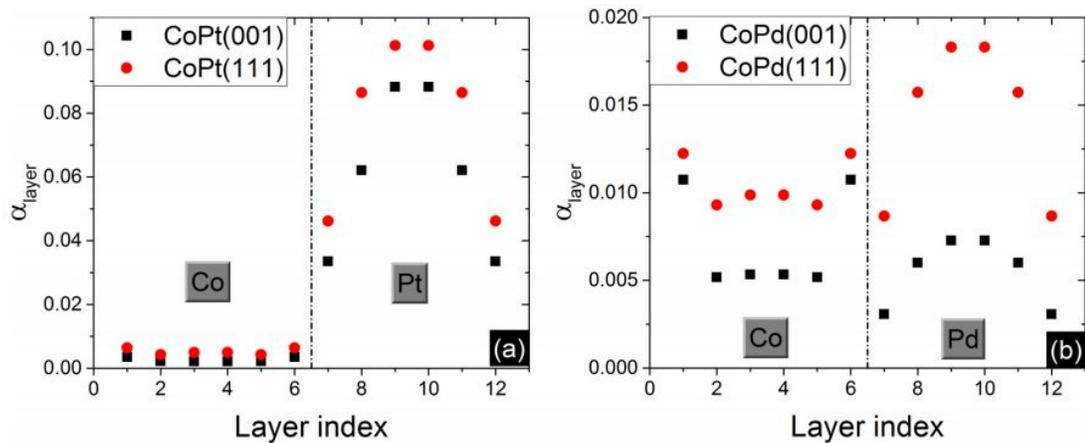 CoPt(001)
CoPt(111)
0.10
0.08
0.06
0.04
0.02
0.00
α layer
Co
Pt
(a)
0 2 4 6 8 10 12
Layer index
CoPd(001)
CoPd(111)
0.020
0.015
0.010
0.005
0.000
α layer
Co
Pd
(b)
0 2 4 6 8 10 12
Layer index